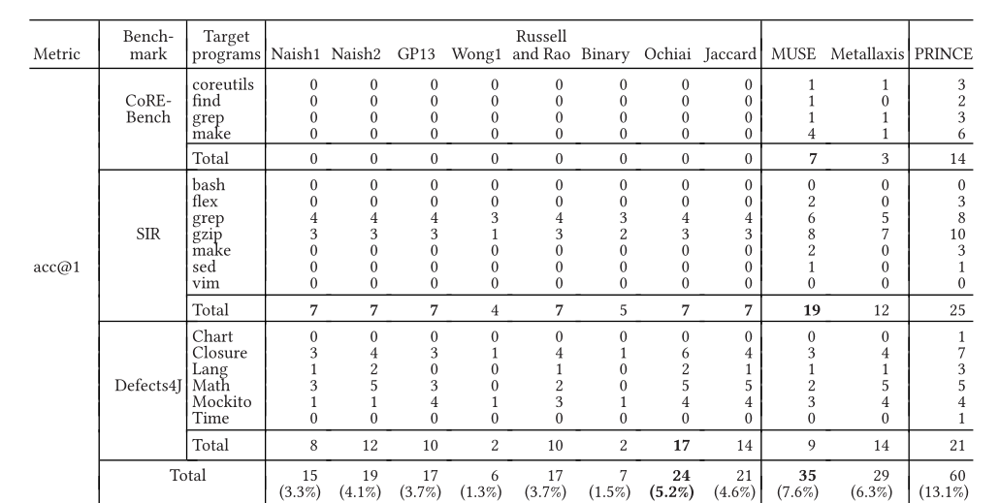 Metric Bench- mark Target programs Naish1 Naish2 GP13 Wong1 Russell and Rao Binary Ochiai Jaccard MUSE Metallaxis PRINCE
acc@1
CoRE- Bench
coreutils 0 0 0 0 0 0 0 0 1 1 3
find 0 0 0 0 0 0 0 0 1 0 2
grep 0 0 0 0 0 0 0 0 1 1 3
make 0 0 0 0 0 0 0 0 4 1 6
Total 0 0 0 0 0 0 0 0 7 3 14
SIR
bash 0 0 0 0 0 0 0 0 0 0 0
flex 0 0 0 0 0 0 0 0 2 0 3
grep 4 4 4 3 4 3 4 4 6 5 8
gzip 3 3 3 1 3 2 3 3 8 7 10
make 0 0 0 0 0 0 0 0 2 0 3
sed 0 0 0 0 0 0 0 0 1 0 1
vim 0 0 0 0 0 0 0 0 0 0 0
Total 7 7 7 4 7 5 7 7 19 12 25
Defects4J
Chart 0 0 0 0 0 0 0 0 0 0 1
Closure 3 4 3 1 4 1 6 4 3 4 7
Lang 1 2 0 0 1 0 2 1 1 1 3
Math 3 5 3 0 2 0 5 5 2 5 5
Mockito 1 1 4 1 3 1 4 4 3 4 4
Time 0 0 0 0 0 0 0 0 0 0 1
Total 8 12 10 2 10 2 17 14 9 14 21
Total 15 19 17 6 17 7 24 21 35 29 60
(3.3%) (4.1%) (3.7%) (1.3%) (3.7%) (1.5%) (5.2%) (4.6%) (7.6%) (6.3%) (13.1%)